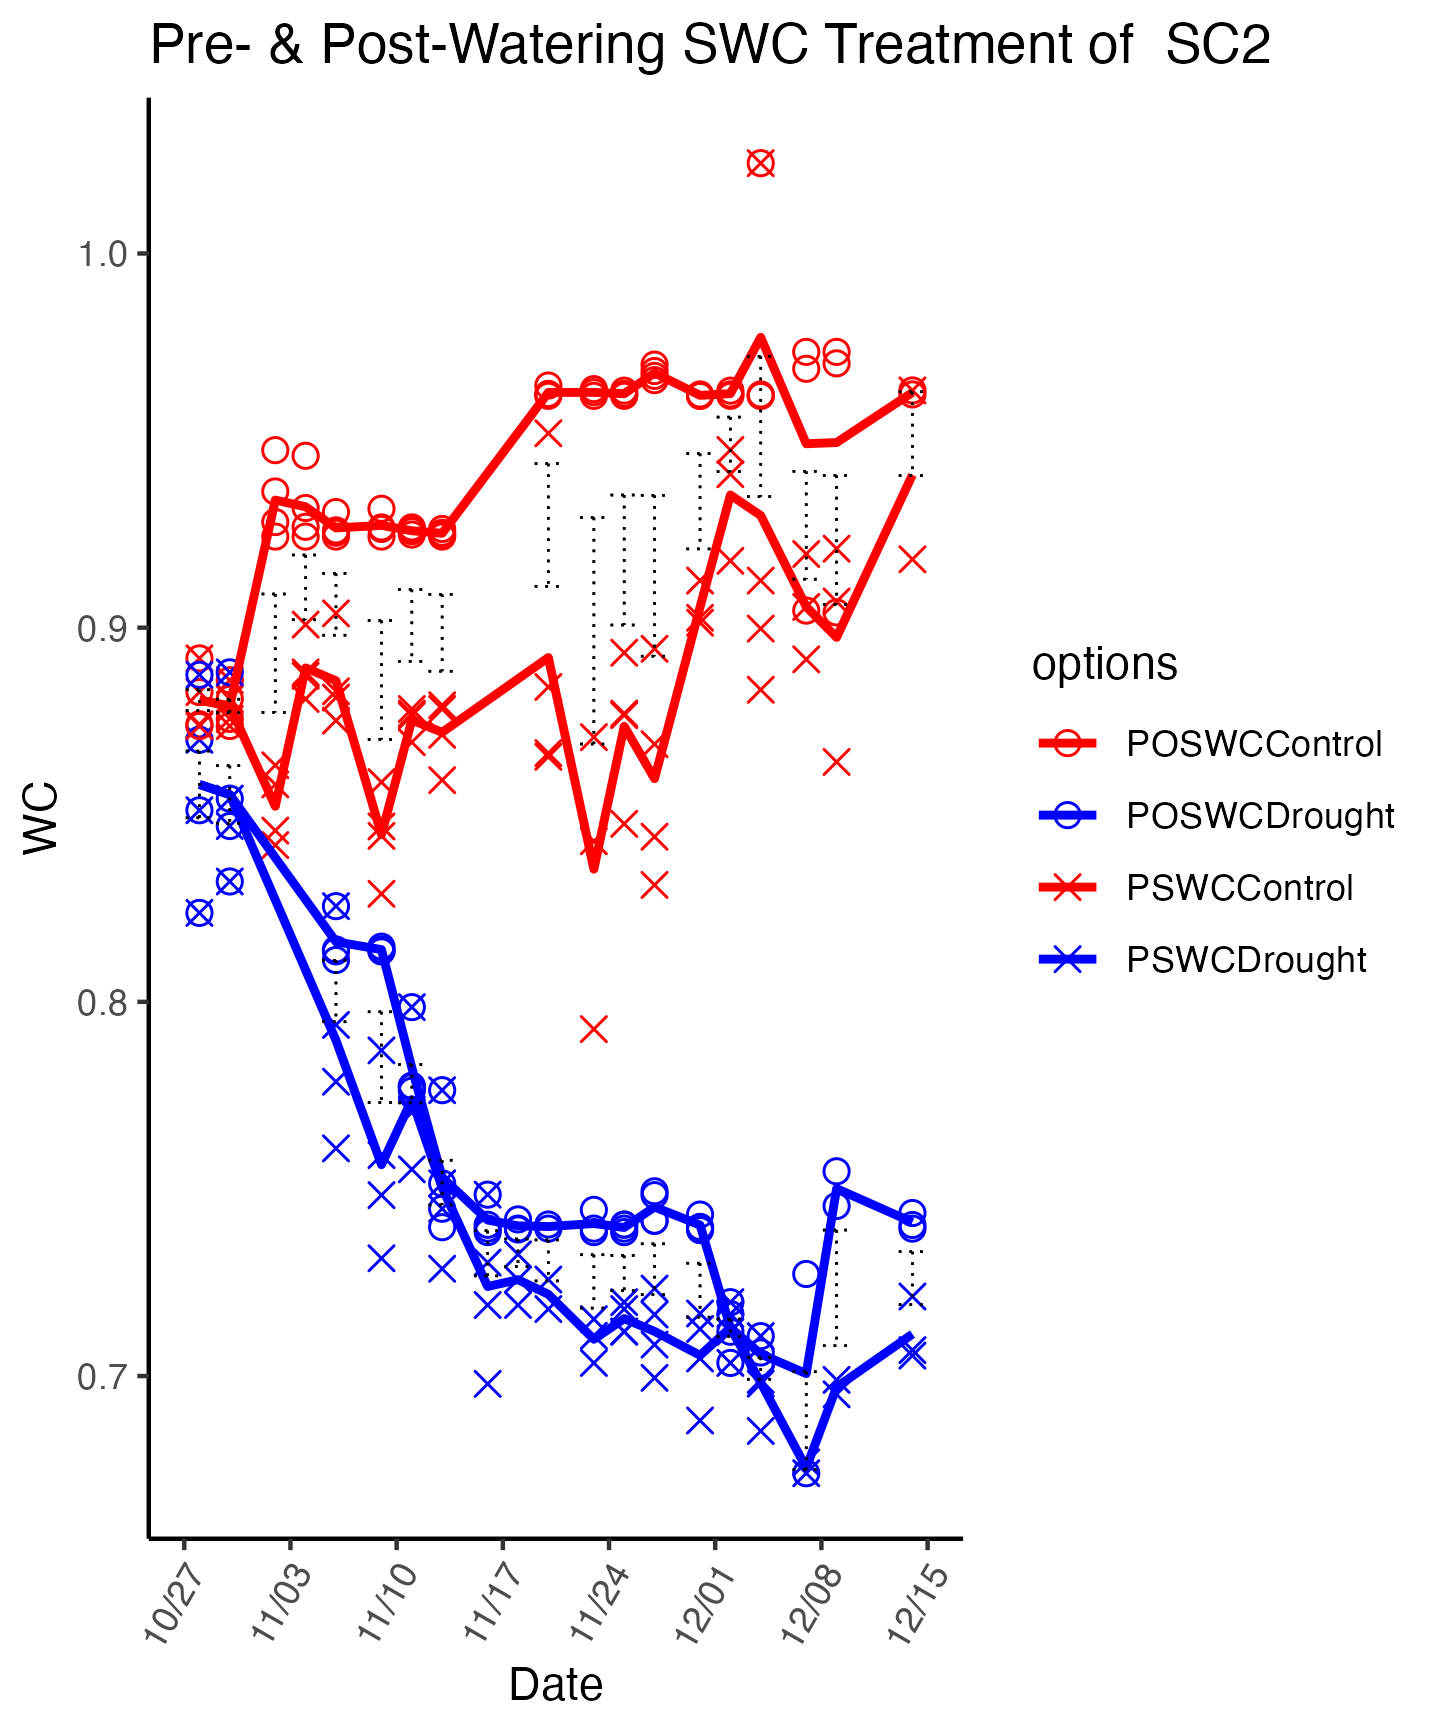 Pre- & Post-Watering SWC Treatment of  SC2
WC
1.0
0.9
0.8
0.7
10/27
11/03
11/10
11/17
11/24
12/01
12/08
12/15
Date
options
POSWCControl
POSWCDrought
PSWCControl
PSWCDrought